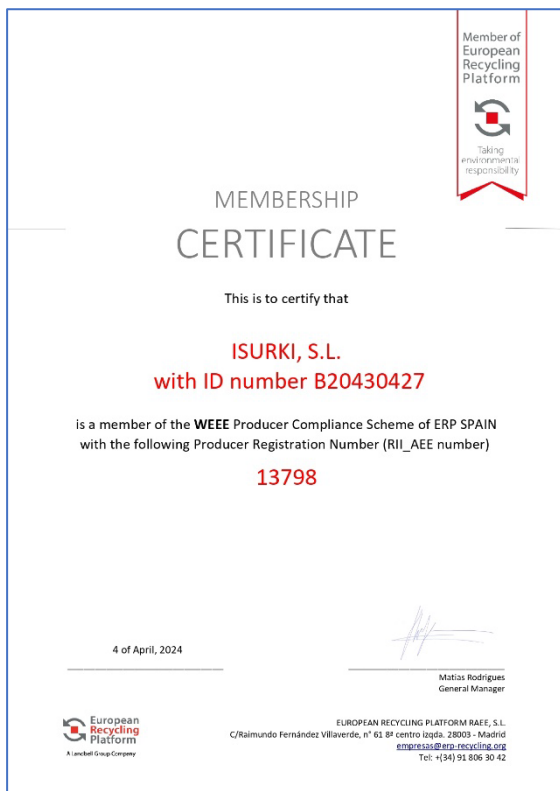 Member of
European
Recycling
Platform
Taking
environmental
responsibility
MEMBERSHIP
CERTIFICATE
This is to certify that
ISURKI, S.L.
with ID number B20430427
is a member of the WEEE Producer Compliance Scheme of ERP SPAIN
with the following Producer Registration Number (RII_AEE number)
13798
4 of April, 2024
Matias Rodrigues
General Manager
European
Recycling
Platform
A Landbell Group Company
EUROPEAN RECYCLING PLATFORM RAEE, S.L.
C/Raimundo Fernández Villaverde, n° 61 8ª centro izqda. 28003 - Madrid
empresas@erp-recycling.org
Tel: +(34) 91 806 30 42